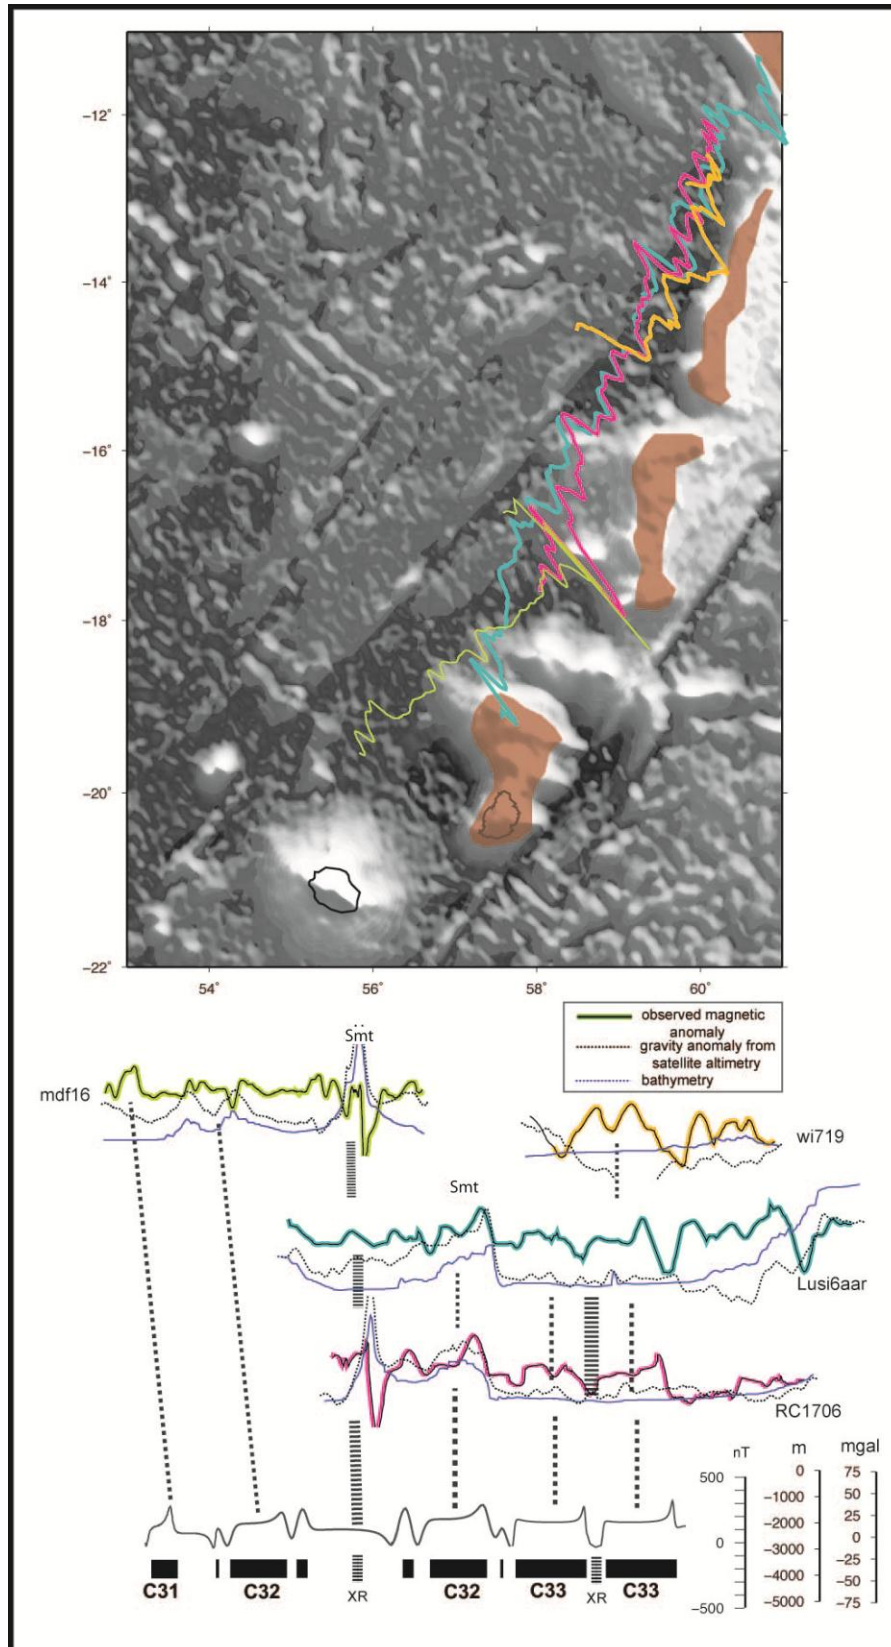 −12°
−14°
−16°
−18°
−20°
−22°
54°
56°
58°
60°
observed magnetic
anomaly
gravity anomaly from
satellite altimetry
bathymetry
Smt
mdf16
wi719
Smt
Lusi6aar
RC1706
nT
m
mgal
500
0
−500
0
−1000
−2000
−3000
−4000
−5000
75
50
25
0
−25
−50
−75
C31
C32
XR
C32
C33
XR
C33